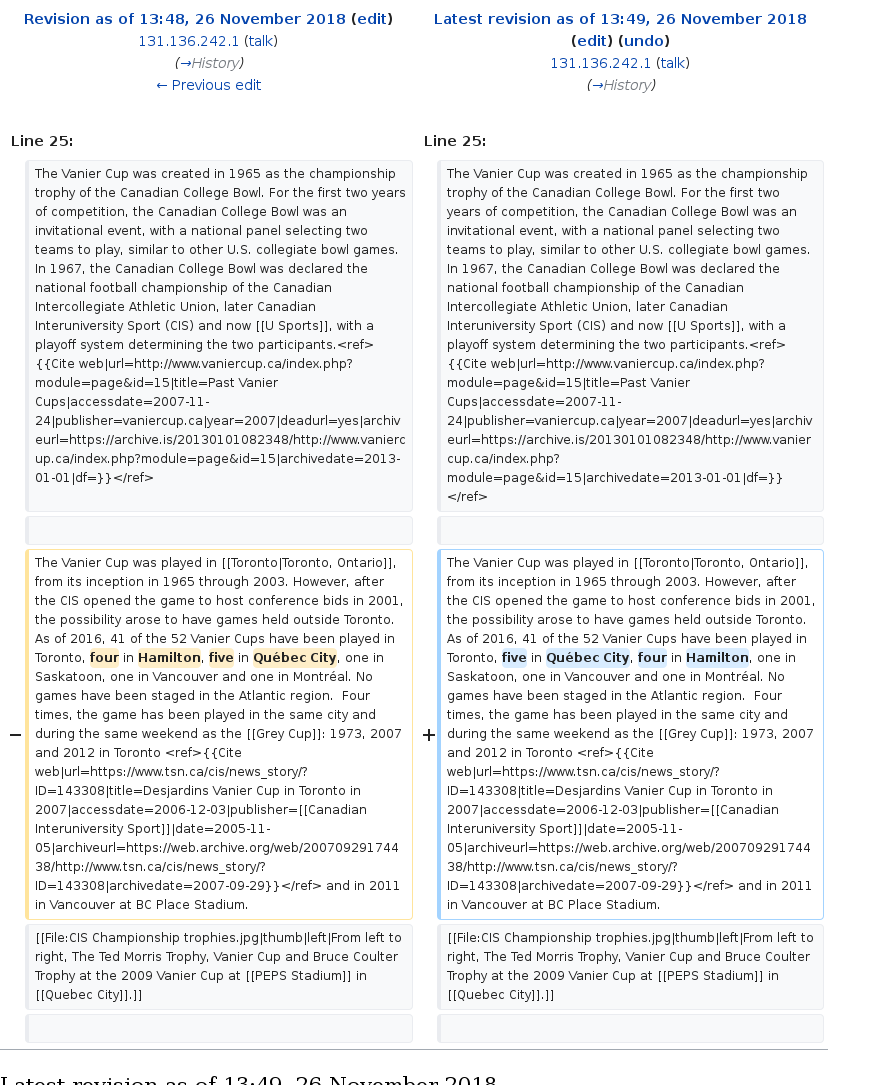 Revision as of 13:48, 26 November 2018 (edit)
131.136.242.1 (talk)
(→History)
← Previous edit
Latest revision as of 13:49, 26 November 2018
(edit) (undo)
131.136.242.1 (talk)
(→History)
Line 25:
The Vanier Cup was created in 1965 as the championship
trophy of the Canadian College Bowl. For the first two years
of competition, the Canadian College Bowl was an
invitational event, with a national panel selecting two
teams to play, similar to other U.S. collegiate bowl games.
In 1967, the Canadian College Bowl was declared the
national football championship of the Canadian
Intercollegiate Athletic Union, later Canadian
Interuniversity Sport (CIS) and now [[U Sports]], with a
playoff system determining the two participants.<ref>
{{Cite web|url=http://www.vaniercup.ca/index.php?
module=page&id=15|title=Past Vanier
Cups|accessdate=2007-11-
24|publisher=vaniercup.ca|year=2007|deadurl=yes|archiv
eurl=https://archive.is/20130101082348/http://www.vanierc
up.ca/index.php?module=page&id=15|archivedate=2013-
01-01|df=}}</ref>
Line 25:
The Vanier Cup was created in 1965 as the championship
trophy of the Canadian College Bowl. For the first two
years of competition, the Canadian College Bowl was an
invitational event, with a national panel selecting two
teams to play, similar to other U.S. collegiate bowl games.
In 1967, the Canadian College Bowl was declared the
national football championship of the Canadian
Intercollegiate Athletic Union, later Canadian
Interuniversity Sport (CIS) and now [[U Sports]], with a
playoff system determining the two participants.<ref>
{{Cite web|url=http://www.vaniercup.ca/index.php?
module=page&id=15|title=Past Vanier
Cups|accessdate=2007-11-
24|publisher=vaniercup.ca|year=2007|deadurl=yes|archiv
eurl=https://archive.is/20130101082348/http://www.vanier
cup.ca/index.php?
module=page&id=15|archivedate=2013-01-01|df=}}
</ref>
−
The Vanier Cup was played in [[Toronto|Toronto, Ontario]],
from its inception in 1965 through 2003. However, after
the CIS opened the game to host conference bids in 2001,
the possibility arose to have games held outside Toronto.
As of 2016, 41 of the 52 Vanier Cups have been played in
Toronto, four in Hamilton, five in Québec City, one in
Saskatoon, one in Vancouver and one in Montréal. No
games have been staged in the Atlantic region.  Four
times, the game has been played in the same city and
during the same weekend as the [[Grey Cup]]: 1973, 2007
and 2012 in Toronto <ref>{{Cite
web|url=https://www.tsn.ca/cis/news_story/?
ID=143308|title=Desjardins Vanier Cup in Toronto in
2007|accessdate=2006-12-03|publisher=[[Canadian
Interuniversity Sport]]|date=2005-11-
05|archiveurl=https://web.archive.org/web/200709291744
38/http://www.tsn.ca/cis/news_story/?
ID=143308|archivedate=2007-09-29}}</ref> and in 2011
in Vancouver at BC Place Stadium.
+
The Vanier Cup was played in [[Toronto|Toronto, Ontario]],
from its inception in 1965 through 2003. However, after
the CIS opened the game to host conference bids in 2001,
the possibility arose to have games held outside Toronto.
As of 2016, 41 of the 52 Vanier Cups have been played in
Toronto, five in Québec City, four in Hamilton, one in
Saskatoon, one in Vancouver and one in Montréal. No
games have been staged in the Atlantic region.  Four
times, the game has been played in the same city and
during the same weekend as the [[Grey Cup]]: 1973, 2007
and 2012 in Toronto <ref>{{Cite
web|url=https://www.tsn.ca/cis/news_story/?
ID=143308|title=Desjardins Vanier Cup in Toronto in
2007|accessdate=2006-12-03|publisher=[[Canadian
Interuniversity Sport]]|date=2005-11-
05|archiveurl=https://web.archive.org/web/200709291744
38/http://www.tsn.ca/cis/news_story/?
ID=143308|archivedate=2007-09-29}}</ref> and in 2011
in Vancouver at BC Place Stadium.
[[File:CIS Championship trophies.jpg|thumb|left|From left to
right, The Ted Morris Trophy, Vanier Cup and Bruce Coulter
Trophy at the 2009 Vanier Cup at [[PEPS Stadium]] in
[[Quebec City]].]]
[[File:CIS Championship trophies.jpg|thumb|left|From left to
right, The Ted Morris Trophy, Vanier Cup and Bruce Coulter
Trophy at the 2009 Vanier Cup at [[PEPS Stadium]] in
[[Quebec City]].]]
Latest revision as of 13:49, 26 November 2018